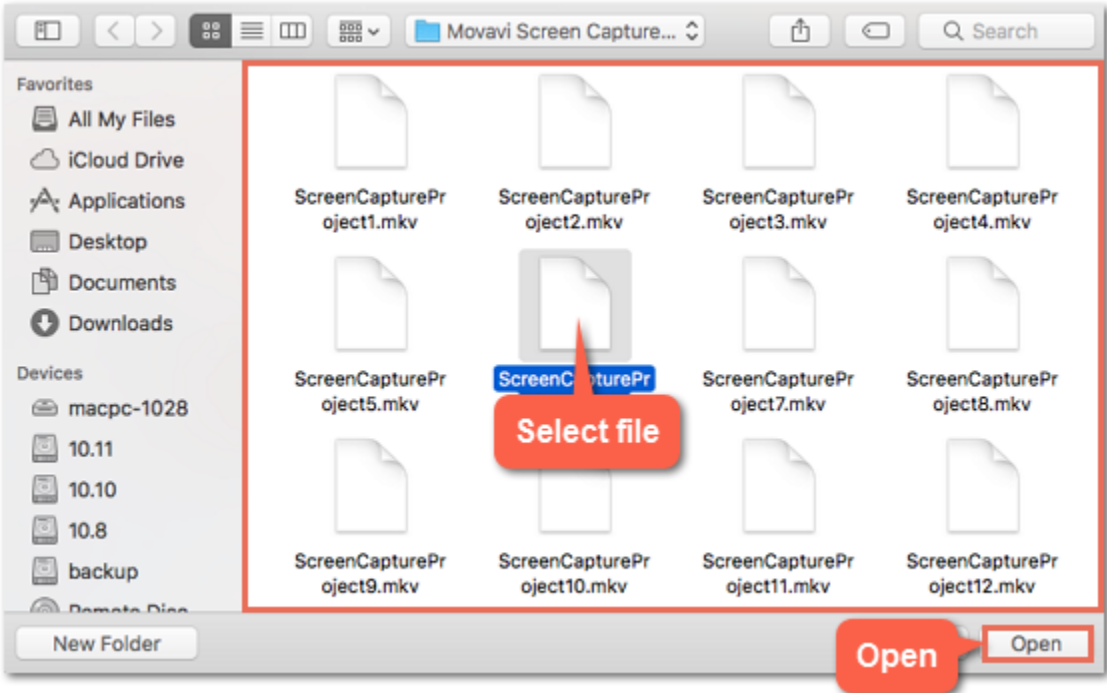 Movavi Screen Capture...
Search
Favorites
All My Files
iCloud Drive
Applications
Desktop
Documents
Downloads
Devices
macpc-1028
10.11
10.10
10.8
backup
ScreenCapturePr ScreenCapturePr ScreenCapturePr ScreenCapturePr
oject1.mkv oject2.mkv oject3.mkv oject4.mkv
ScreenCapturePr ScreenCapturePr ScreenCapturePr
oject5.mkv oject7.mkv oject8.mkv
Select file
ScreenCapturePr ScreenCapturePr ScreenCapturePr ScreenCapturePr
oject9.mkv oject10.mkv oject11.mkv oject12.mkv
New Folder
Open
Open